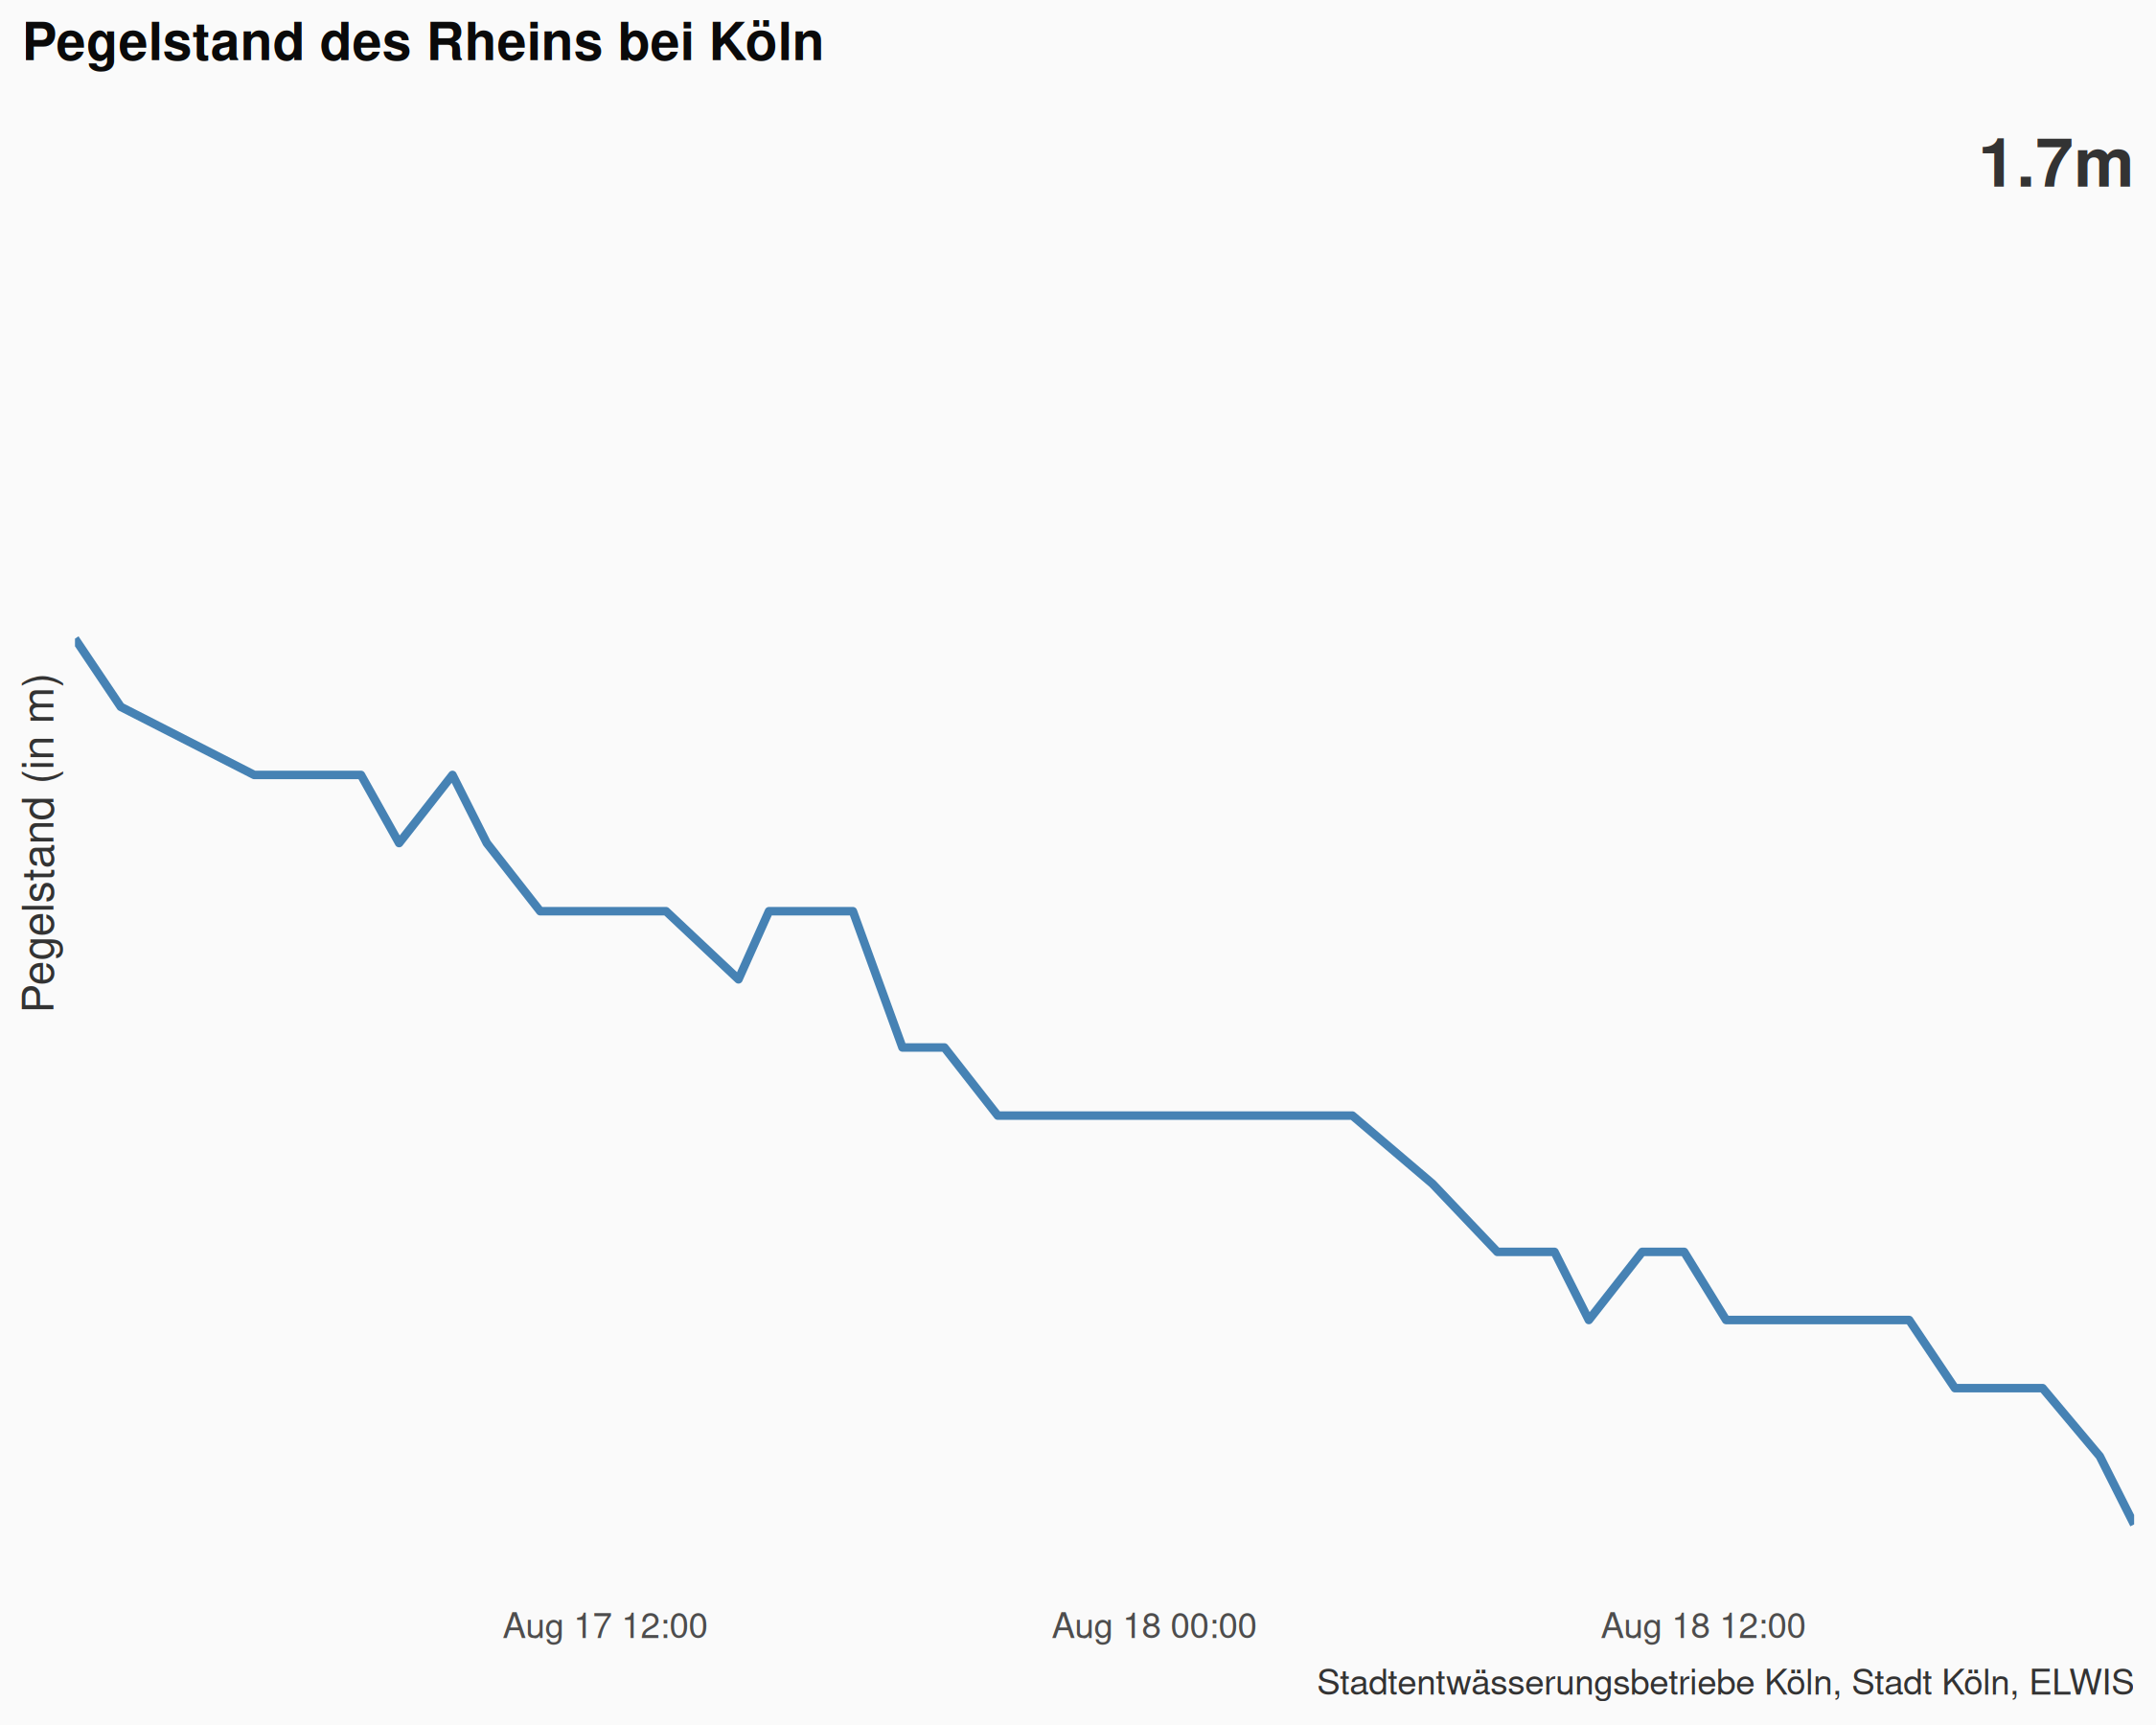 Pegelstand des Rheins bei Köln
1.7m
Pegelstand (in m)
Aug 17 12:00
Aug 18 00:00
Aug 18 12:00
Stadtentwässerungsbetriebe Köln, Stadt Köln, ELWIS